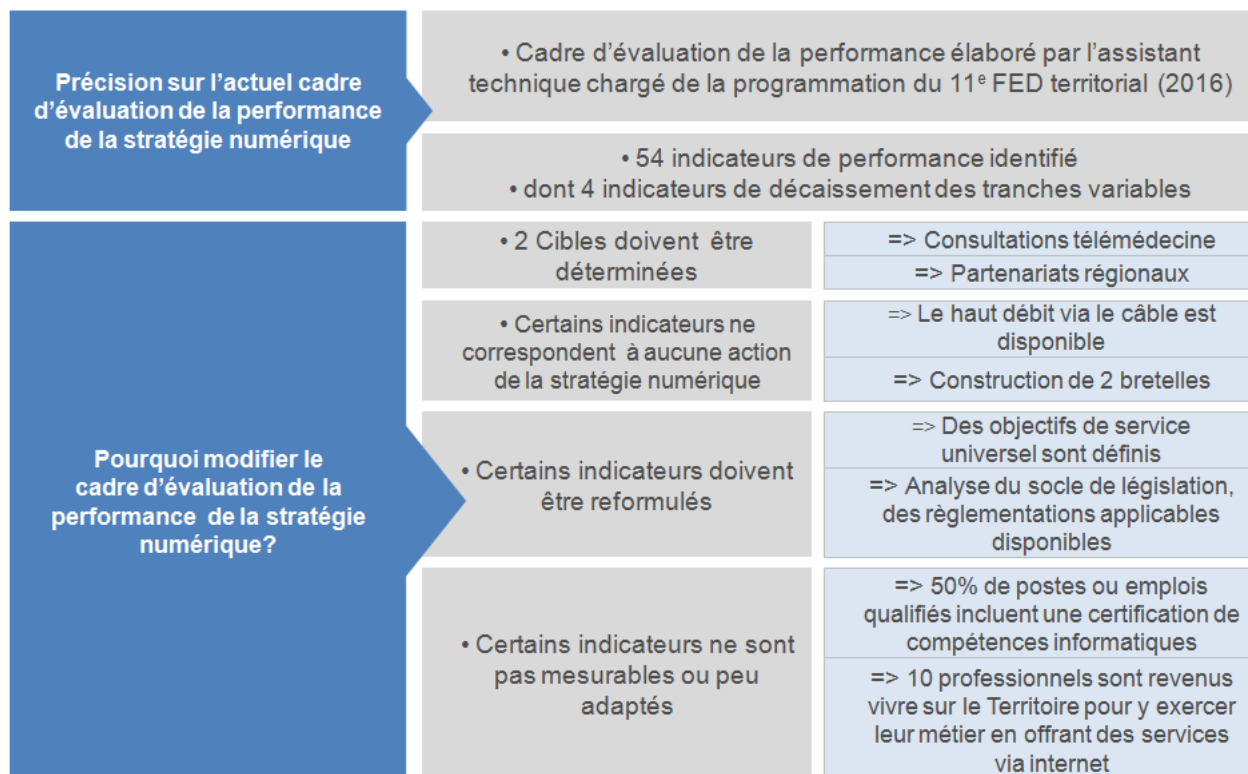 Précision sur l'actuel cadre
d'évaluation de la performance
de la stratégie numérique
• Cadre d'évaluation de la performance élaboré par l'assistant
technique chargé de la programmation du 11e FED territorial (2016)
• 54 indicateurs de performance identifié
• dont 4 indicateurs de décaissement des tranches variables
Pourquoi modifier le
cadre d'évaluation de la
performance de la stratégie
numérique?
• 2 Cibles doivent être
déterminées
=> Consultations télémédecine
=> Partenariats régionaux
• Certains indicateurs ne
correspondent à aucune action
de la stratégie numérique
=> Le haut débit via le câble est
disponible
=> Construction de 2 bretelles
• Certains indicateurs doivent
être reformulés
=> Des objectifs de service
universel sont définis
=> Analyse du socle de législation,
des règlementations applicables
disponibles
• Certains indicateurs ne sont
pas mesurables ou peu
adaptés
=> 50% de postes ou emplois
qualifiés incluent une certification de
compétences informatiques
=> 10 professionnels sont revenus
vivre sur le Territoire pour y exercer
leur métier en offrant des services
via internet